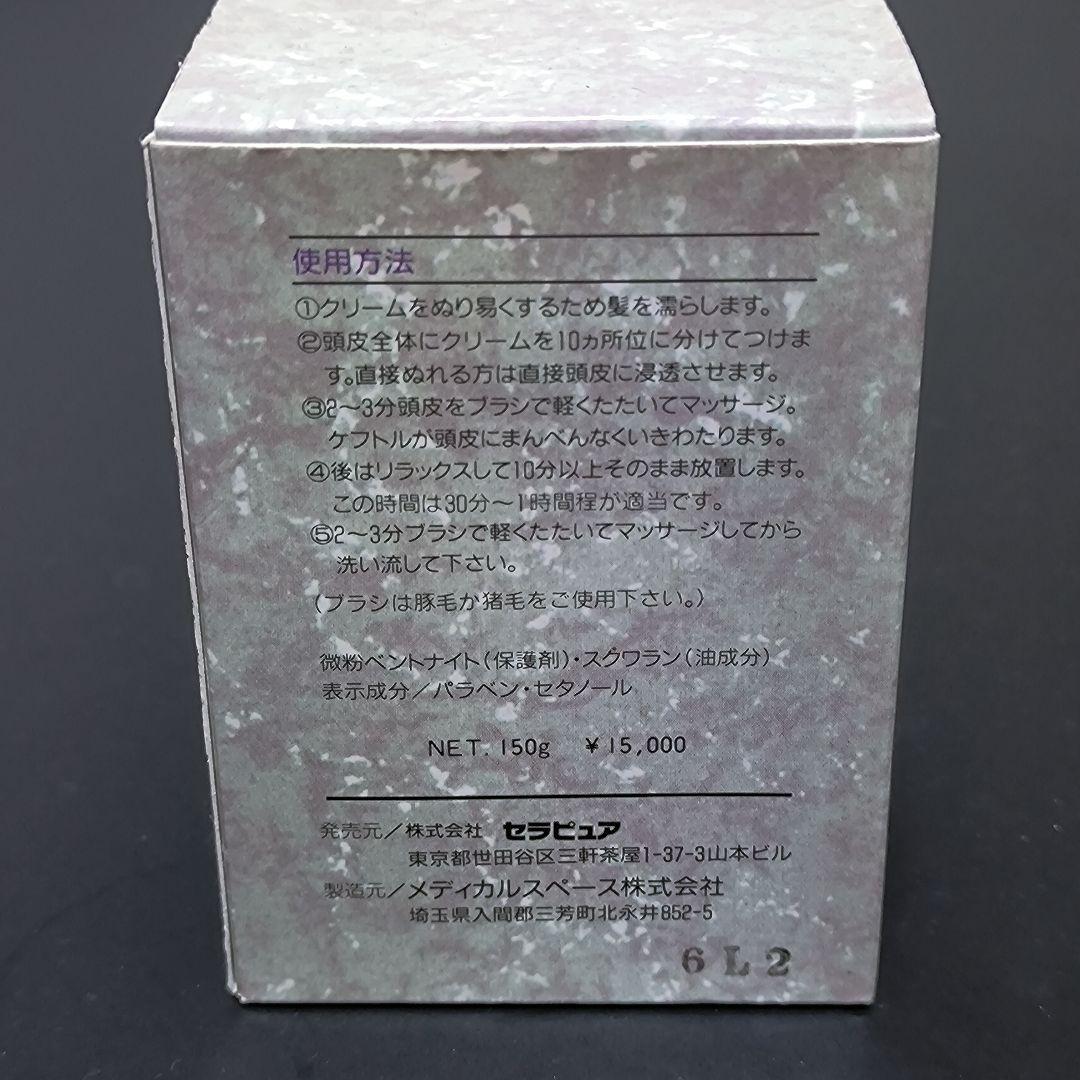 使用方法
①クリームをぬり易くするため髪を濡らします。
②頭皮全体にクリームを10ヵ所位に分けてつけま
す。直接ぬれる方は直接頭皮に浸透させます。
③2〜3分頭皮をブラシで軽くたたいてマッサージ。
ケフトルが頭皮にまんべんなくいきわたります。
④後はリラックスして10分以上そのまま放置します。
この時間は30分〜1時間程が適当です。
⑤2〜3分ブラシで軽くたたいてマッサージしてから
洗い流して下さい。
(ブラシは豚毛か猪毛をご使用下さい。)
微粉ベントナイト(保護剤)・スクワラン(油成分)
表示成分/パラベン・セタノール
NET. 150g ¥15,000
発売元/株式会社 セラピュア
東京都世田谷区三軒茶屋1-37-3山本ビル
製造元/メディカルスペース株式会社
埼玉県入間郡三芳町北永井852-5
6L2